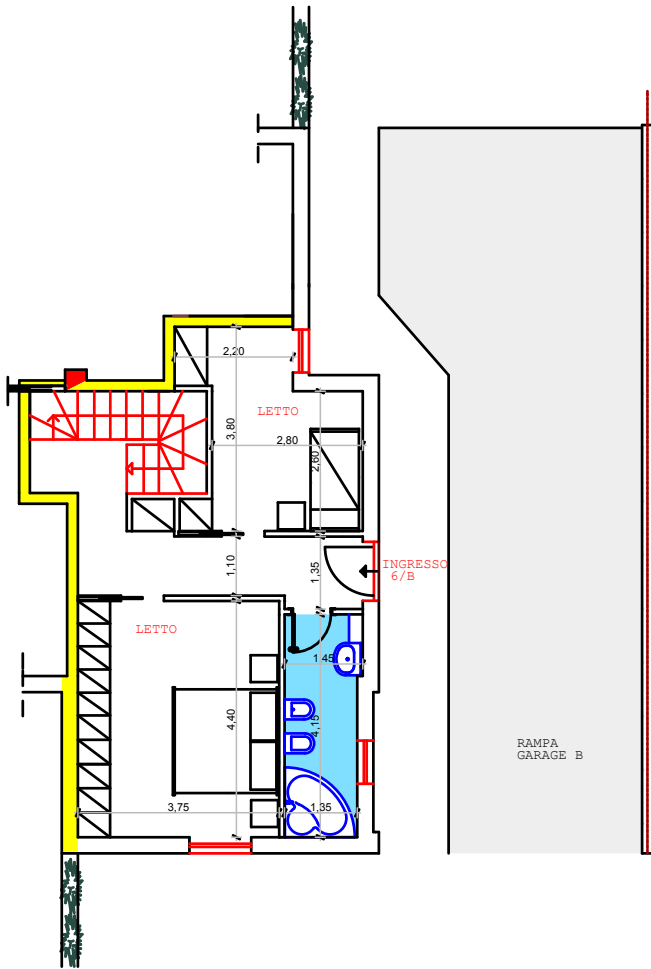 2,20
LETTO
3,80
2,80
2,60
1,10
1,35
INGRESSO
6/B
LETTO
1,45
4,40
4,15
RAMPA
GARAGE B
3,75
1,35